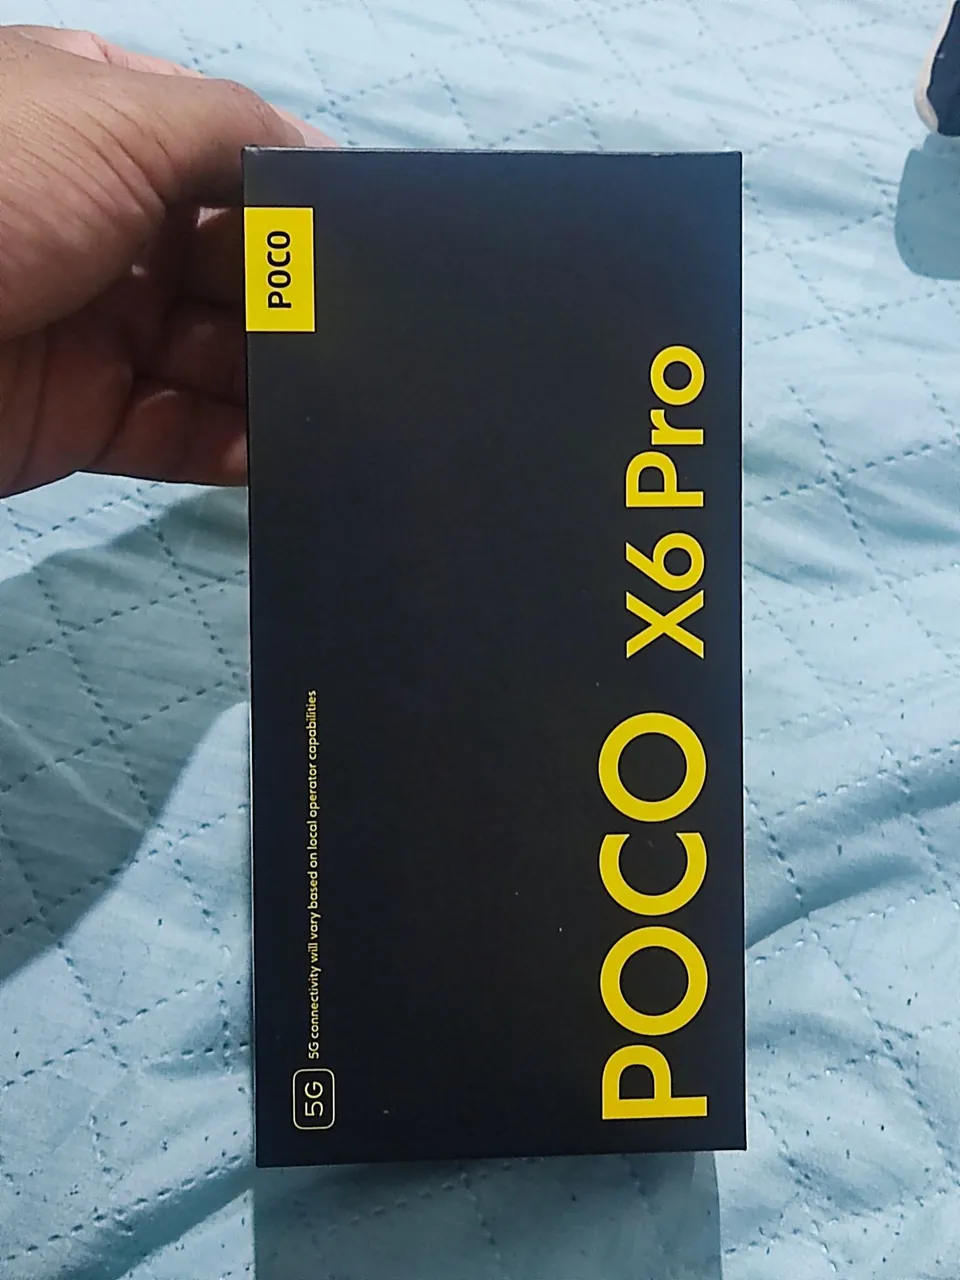 POCO
POCO X6 Pro
5G
5G connectivity will vary based on local operator capabilities